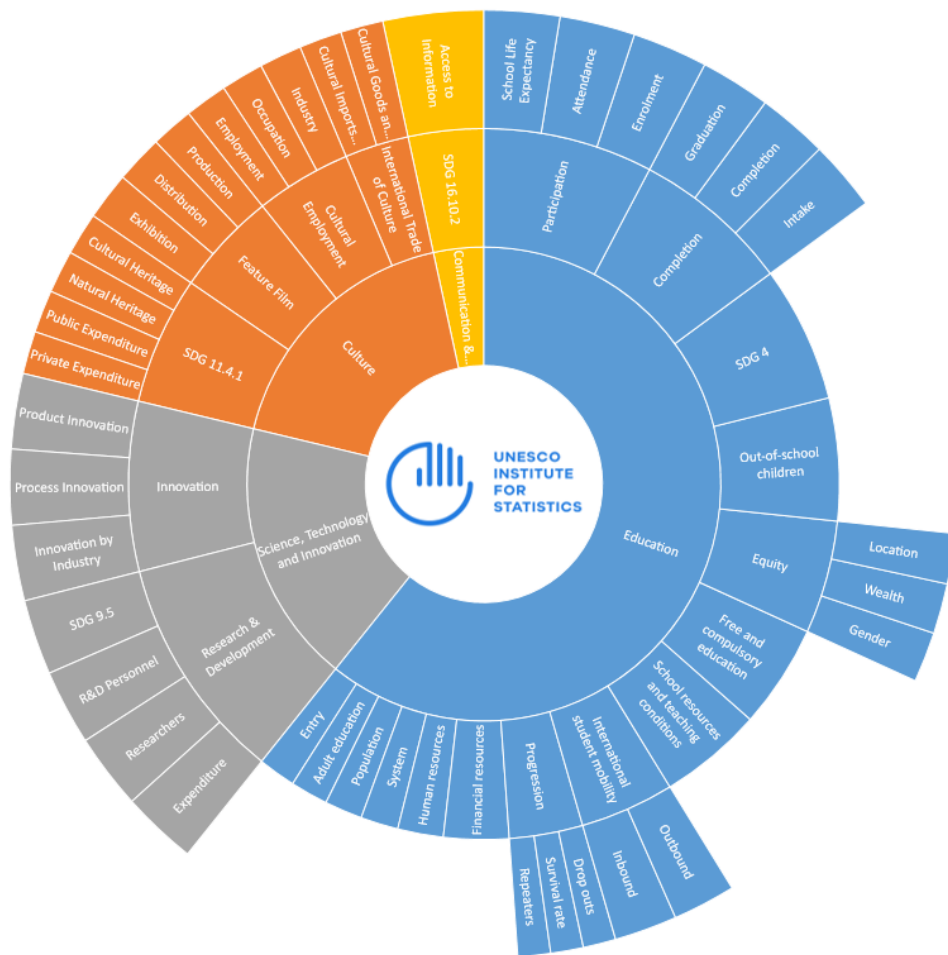 UNESCO
INSTITUTE
FOR
STATISTICS
Education
Participation
School Life
Expectancy
Attendance
Enrolment
Completion
Graduation
Completion
Intake
SDG 4
Out-of-school
children
Equity
Location
Wealth
Gender
Free and
compulsory
education
School resources
and teaching
conditions
International
student mobility
Outbound
Inbound
Progression
Drop outs
Survival rate
Repeaters
Financial resources
Human resources
System
Population
Adult education
Entry
Science, Technology
and Innovation
Research &
Development
Expenditure
Researchers
R&D Personnel
SDG 9.5
Innovation
Innovation by
Industry
Process Innovation
Product Innovation
Culture
SDG 11.4.1
Private Expenditure
Public Expenditure
Natural Heritage
Cultural Heritage
Feature Film
Exhibition
Distribution
Production
Cultural
Employment
Employment
Occupation
Industry
International Trade
of Culture
Cultural Imports...
Cultural Goods an...
Communication &...
SDG 16.10.2
Access to
Information